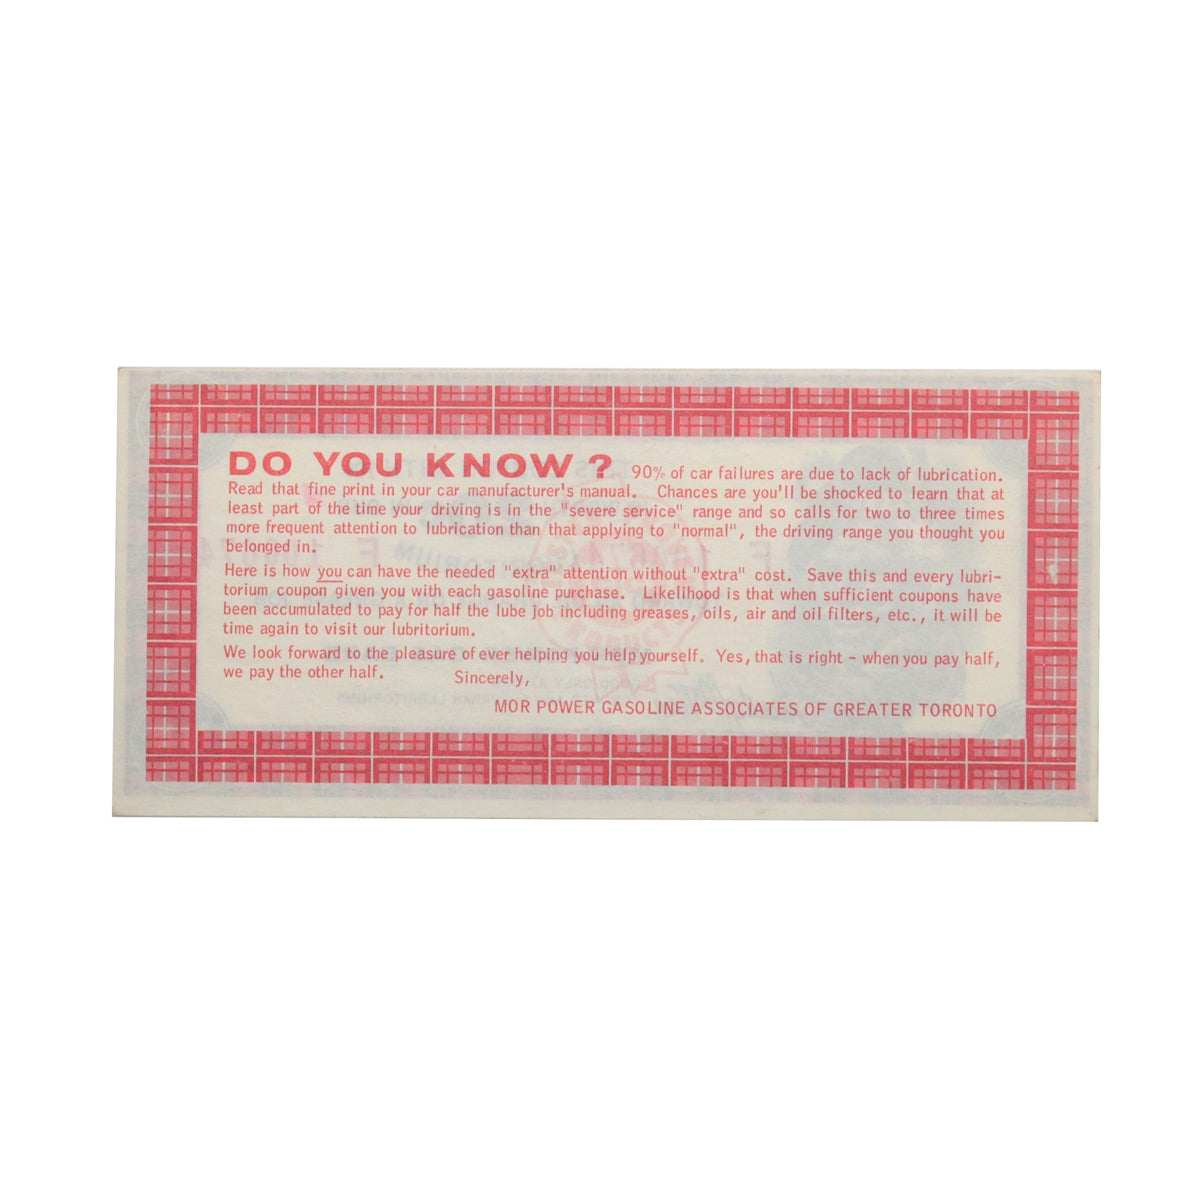 DO YOU KNOW? 90% of car failures are due to lack of lubrication.
Read that fine print in your car manufacturer's manual. Chances are you'll be shocked to learn that at
least part of the time your driving is in the "severe service" range and so calls for two to three times
more frequent attention to lubrication than that applying to "normal", the driving range you thought you
belonged in.
Here is how you can have the needed "extra" attention without "extra" cost. Save this and every lubri-
torium coupon given you with each gasoline purchase. Likelihood is that when sufficient coupons have
been accumulated to pay for half the lube job including greases, oils, air and oil filters, etc., it will be
time again to visit our lubritorium.
We look forward to the pleasure of ever helping you help yourself. Yes, that is right - when you pay half,
we pay the other half. Sincerely,
MOR POWER GASOLINE ASSOCIATES OF GREATER TORONTO